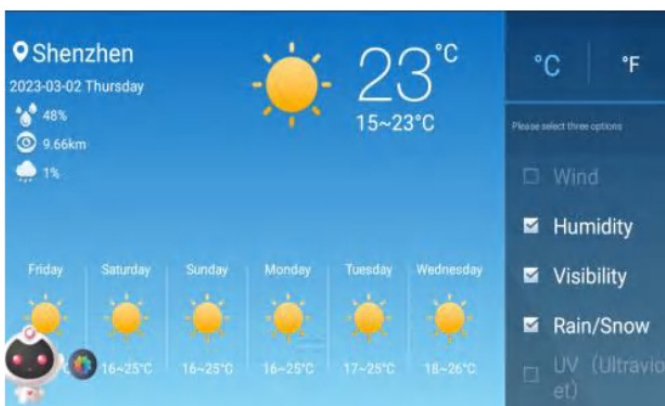 Shenzhen
2023-03-02 Thursday
48%
9.66km
1%
23°C
15~23°C
Friday Saturday Sunday Monday Tuesday Wednesday
°C 16~25°C 16~25°C 16~25°C 17~25°C 18~26°C
°C °F
Please select three options
Wind
Humidity
Visibility
Rain/Snow
UV (Ultraviol
et)